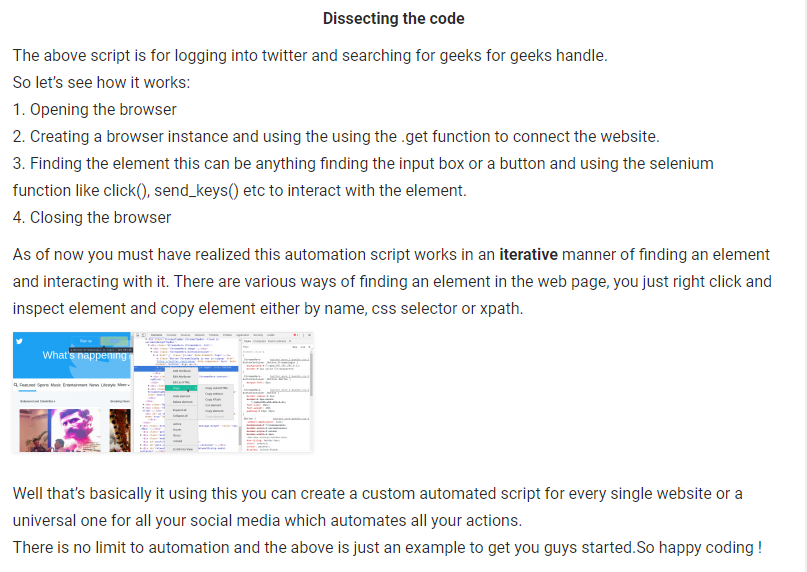 Dissecting the code
The above script is for logging into twitter and searching for geeks for geeks handle.
So let's see how it works:
1. Opening the browser
2. Creating a browser instance and using the using the .get function to connect the website.
3. Finding the element this can be anything finding the input box or a button and using the selenium
function like click(), send_keys() etc to interact with the element.
4. Closing the browser
As of now you must have realized this automation script works in an iterative manner of finding an element
and interacting with it. There are various ways of finding an element in the web page, you just right click and
inspect element and copy element either by name, css selector or xpath.
What's happening
Featured Sports Music Entertainment News Lifestyle
Well that's basically it using this you can create a custom automated script for every single website or a
universal one for all your social media which automates all your actions.
There is no limit to automation and the above is just an example to get you guys started.So happy coding !